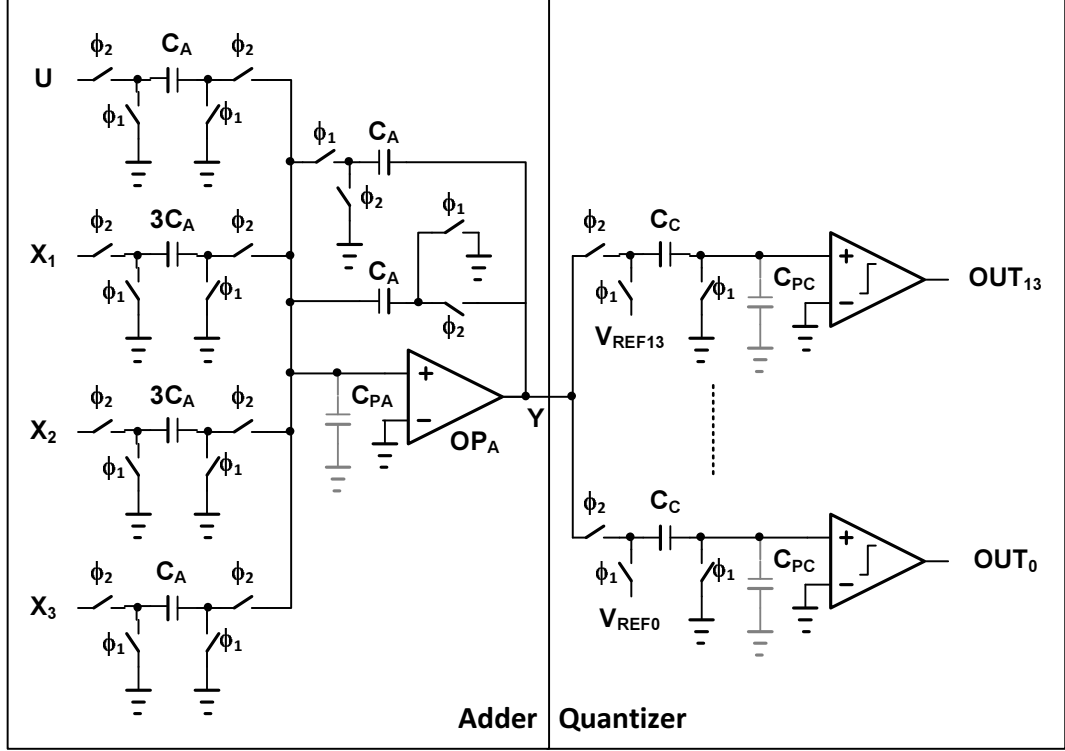 ϕ2 CA ϕ2
U
ϕ1 ϕ1
ϕ1 CA
ϕ2
ϕ2 3CA ϕ2
X1
ϕ1 ϕ1
ϕ1
CA
ϕ2
ϕ2 CC
ϕ1 ϕ1
VREF13
CPC
+
−
OUT13
ϕ2 3CA ϕ2
X2
ϕ1 ϕ1
CPA
+
−
OPA
Y
ϕ2 CC
ϕ1 ϕ1
VREF0
CPC
+
−
OUT0
ϕ2 CA ϕ2
X3
ϕ1 ϕ1
Adder
Quantizer